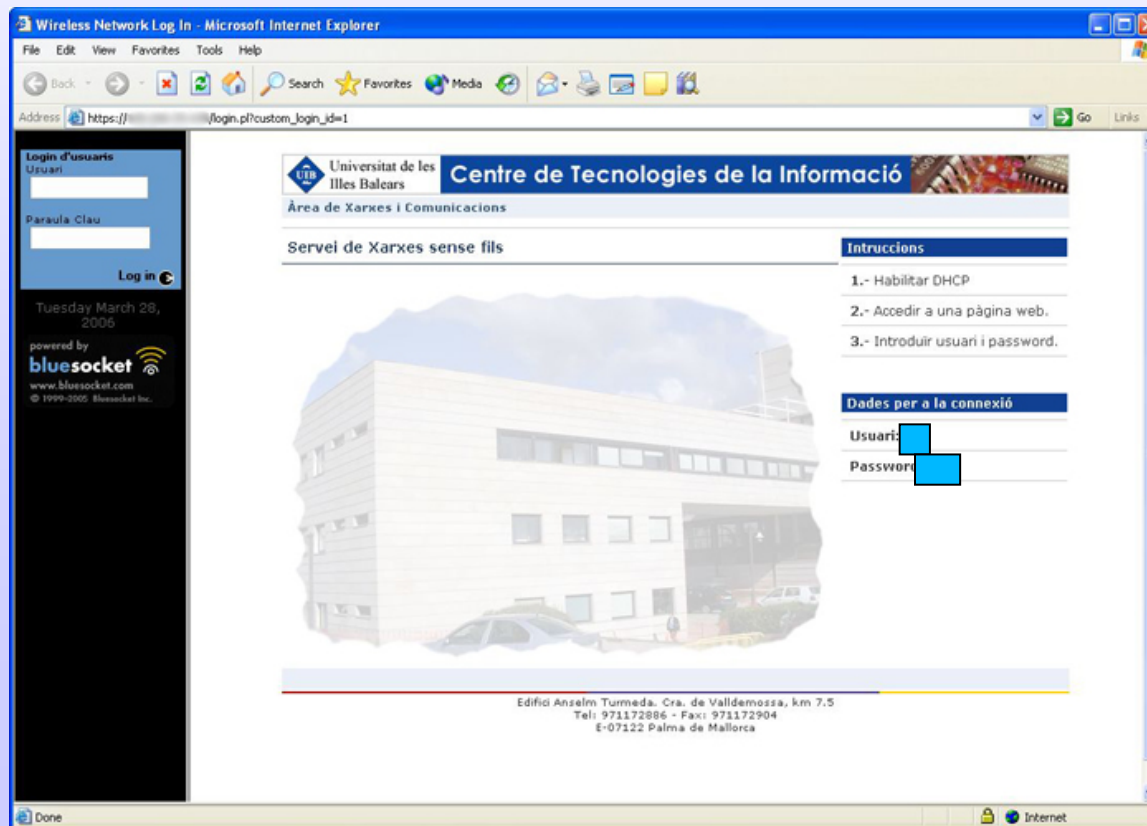 Wireless Network Log In - Microsoft Internet Explorer
File Edit View Favorites Tools Help
Back Search Favorites Media
Address https:// /login.pl?custom_login_id=1 Go Links
Login d'usuaris
Usuari
Paraula Clau
Log in
Tuesday March 28,
2006
powered by
bluesocket
www.bluesocket.com
© 1999-2005 Bluesocket Inc.
UIB
Universitat de les
Illes Balears
Centre de Tecnologies de la Informació
Àrea de Xarxes i Comunicacions
Servei de Xarxes sense fils
Intruccions
1.- Habilitar DHCP
2.- Accedir a una pàgina web.
3.- Introduïr usuari i password.
Dades per a la connexió
Usuari:
Password
Edifici Anselm Turmeda. Cra. de Valldemossa, km 7.5
Tel: 971172886 - Fax: 971172904
E-07122 Palma de Mallorca
Done Internet